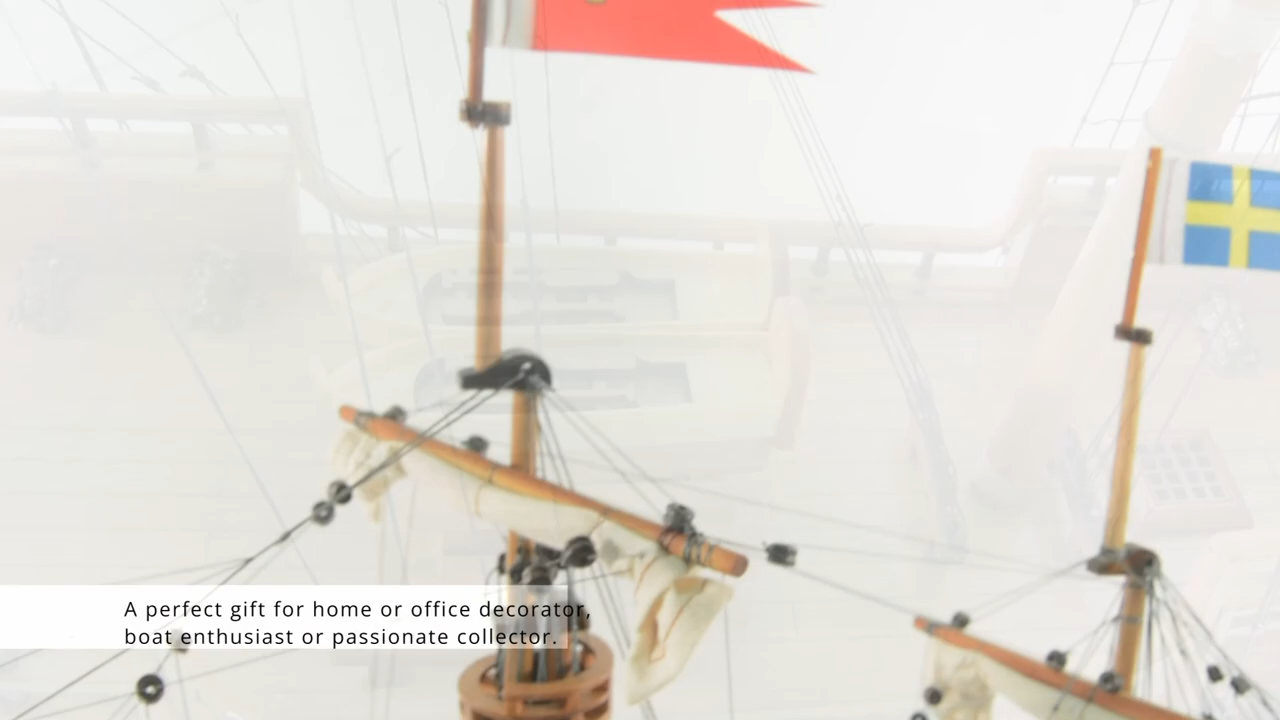 A perfect gift for home or office decorator,
boat enthusiast or passionate collector.